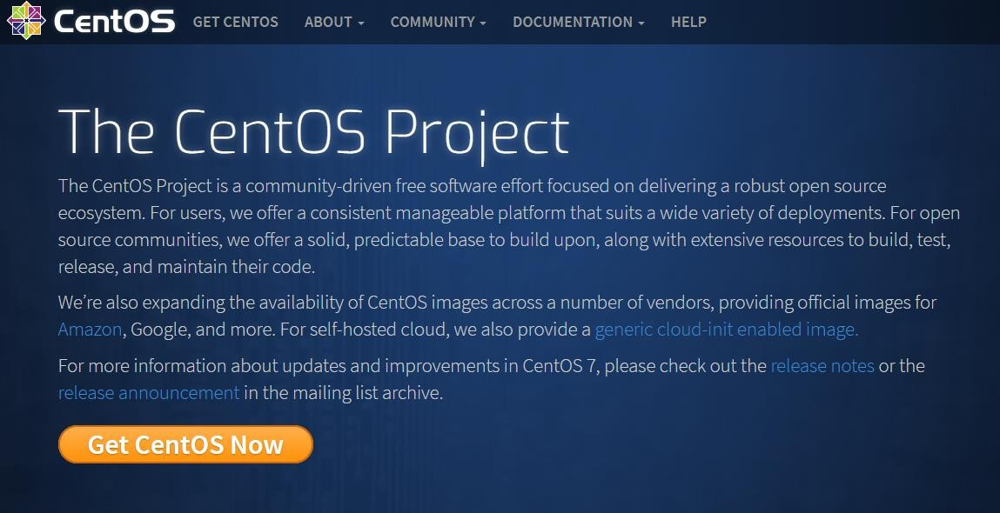 CentOS GET CENTOS ABOUT COMMUNITY DOCUMENTATION HELP
The CentOS Project
The CentOS Project is a community-driven free software effort focused on delivering a robust open source
ecosystem. For users, we offer a consistent manageable platform that suits a wide variety of deployments. For open
source communities, we offer a solid, predictable base to build upon, along with extensive resources to build, test,
release, and maintain their code.
We’re also expanding the availability of CentOS images across a number of vendors, providing official images for
Amazon, Google, and more. For self-hosted cloud, we also provide a generic cloud-init enabled image.
For more information about updates and improvements in CentOS 7, please check out the release notes or the
release announcement in the mailing list archive.
Get CentOS Now